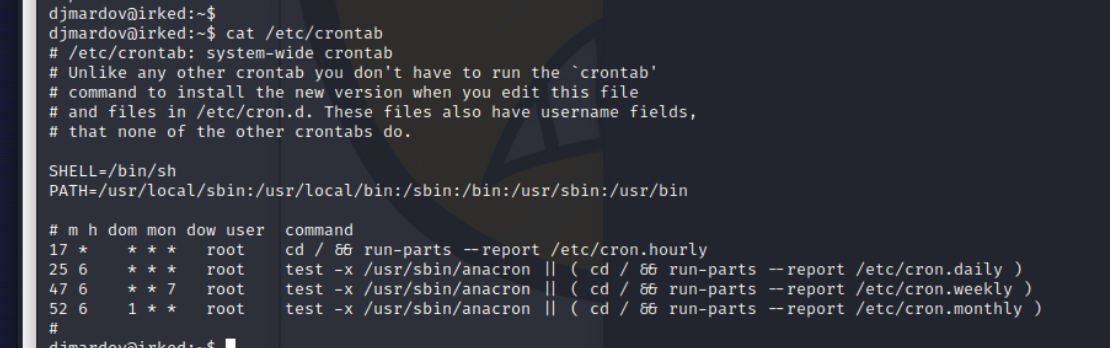 djmardov@irked:~$
djmardov@irked:~$ cat /etc/crontab
# /etc/crontab: system-wide crontab
# Unlike any other crontab you don't have to run the `crontab'
# command to install the new version when you edit this file
# and files in /etc/cron.d. These files also have username fields,
# that none of the other crontabs do.

SHELL=/bin/sh
PATH=/usr/local/sbin:/usr/local/bin:/sbin:/bin:/usr/sbin:/usr/bin

# m h dom mon dow user  command
17 *    * * *   root    cd / && run-parts --report /etc/cron.hourly
25 6    * * *   root    test -x /usr/sbin/anacron || ( cd / && run-parts --report /etc/cron.daily )
47 6    * * 7   root    test -x /usr/sbin/anacron || ( cd / && run-parts --report /etc/cron.weekly )
52 6    1 * *   root    test -x /usr/sbin/anacron || ( cd / && run-parts --report /etc/cron.monthly )
#
djmardov@irked:~$